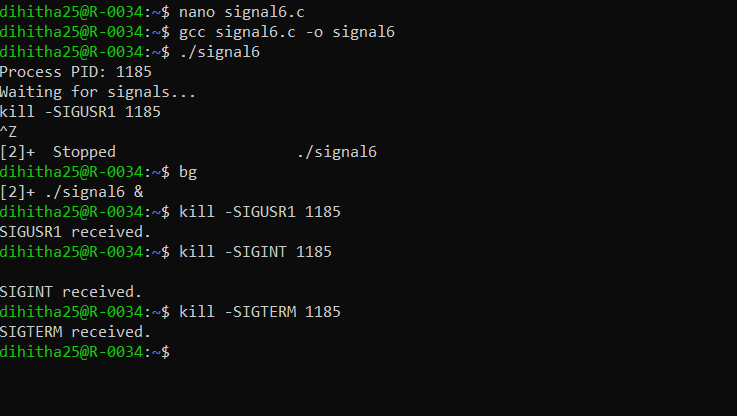 dihitha25@R-0034:~$ nano signal6.c
dihitha25@R-0034:~$ gcc signal6.c -o signal6
dihitha25@R-0034:~$ ./signal6
Process PID: 1185
Waiting for signals...
kill -SIGUSR1 1185
^Z
[2]+  Stopped                    ./signal6
dihitha25@R-0034:~$ bg
[2]+ ./signal6 &
dihitha25@R-0034:~$ kill -SIGUSR1 1185
SIGUSR1 received.
dihitha25@R-0034:~$ kill -SIGINT 1185
SIGINT received.
dihitha25@R-0034:~$ kill -SIGTERM 1185
SIGTERM received.
dihitha25@R-0034:~$